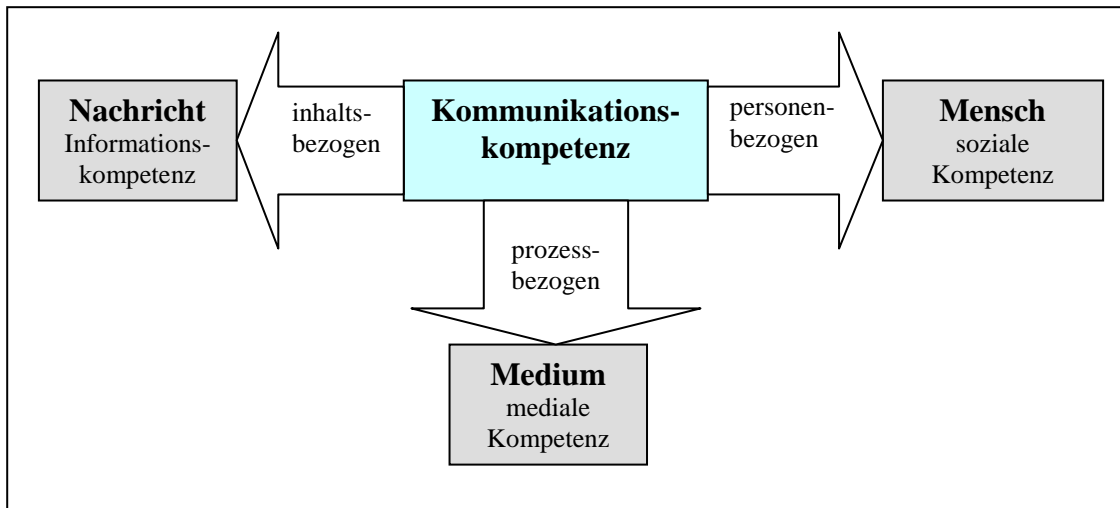 Nachricht
Informations-
kompetenz
inhalts-
bezogen
Kommunikations-
kompetenz
personen-
bezogen
Mensch
soziale
Kompetenz
prozess-
bezogen
Medium
mediale
Kompetenz